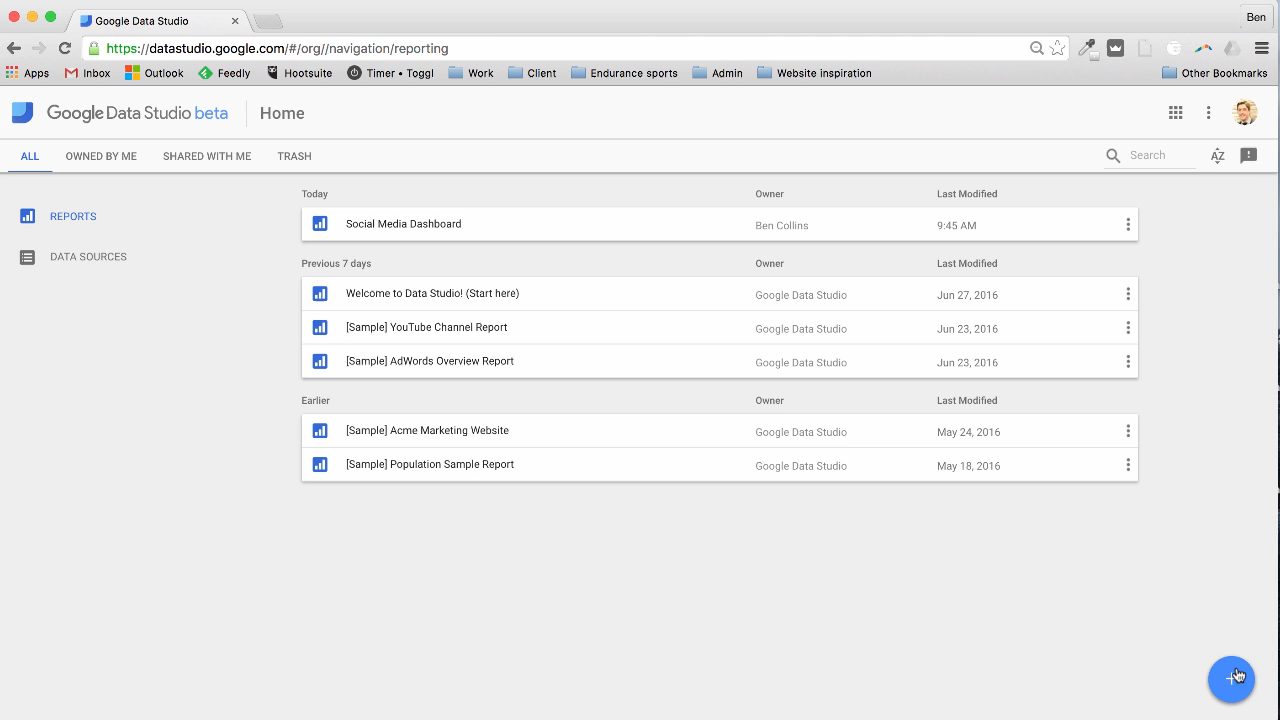 Google Data Studio
Ben
https://datastudio.google.com/#/org//navigation/reporting
Apps Inbox Outlook Feedly Hootsuite Timer • Toggl Work Client Endurance sports Admin Website inspiration Other Bookmarks
Google Data Studio beta Home
ALL OWNED BY ME SHARED WITH ME TRASH Search AZ
REPORTS
DATA SOURCES
Today Owner Last Modified
Social Media Dashboard Ben Collins 9:45 AM
Previous 7 days Owner Last Modified
Welcome to Data Studio! (Start here) Google Data Studio Jun 27, 2016
[Sample] YouTube Channel Report Google Data Studio Jun 23, 2016
[Sample] AdWords Overview Report Google Data Studio Jun 23, 2016
Earlier Owner Last Modified
[Sample] Acme Marketing Website Google Data Studio May 24, 2016
[Sample] Population Sample Report Google Data Studio May 18, 2016